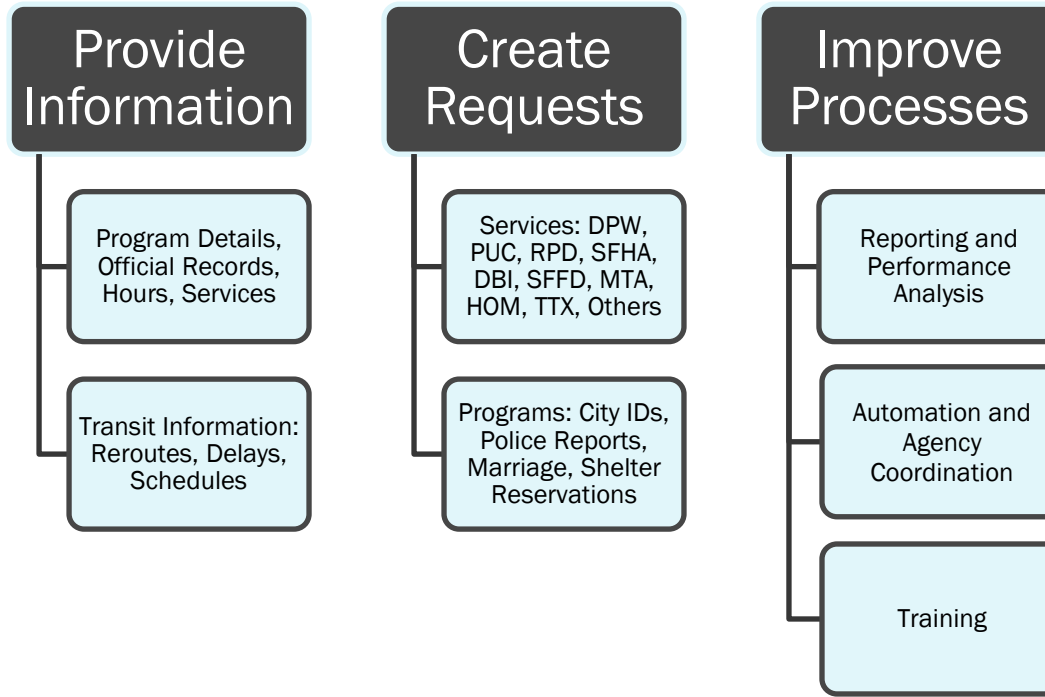 Provide
Information
Program Details,
Official Records,
Hours, Services
Transit Information:
Reroutes, Delays,
Schedules
Create
Requests
Services: DPW,
PUC, RPD, SFHA,
DBI, SFFD, MTA,
HOM, TTX, Others
Programs: City IDs,
Police Reports,
Marriage, Shelter
Reservations
Improve
Processes
Reporting and
Performance
Analysis
Automation and
Agency
Coordination
Training